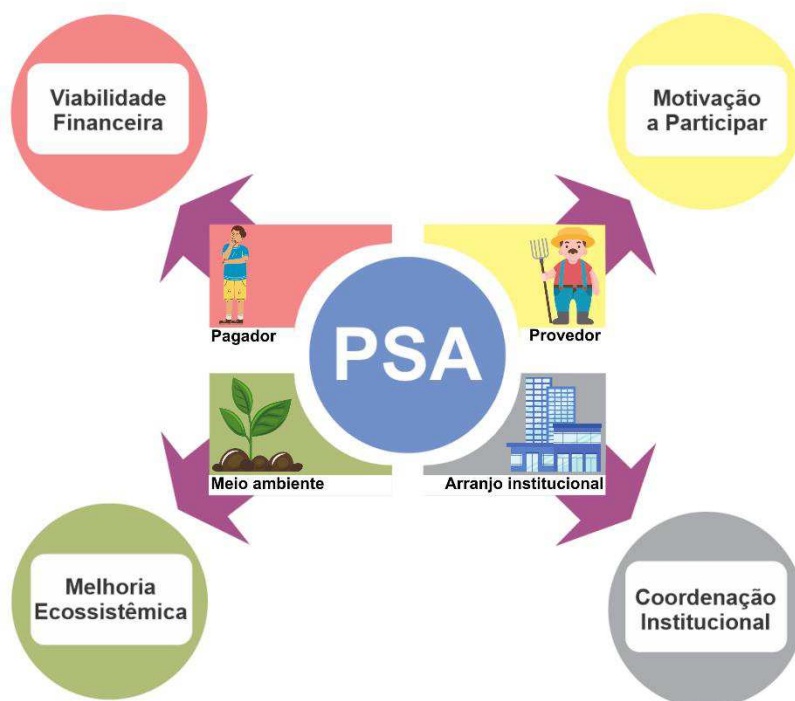 Viabilidade
Financeira
Motivação
a Participar
Pagador
Provedor
PSA
Meio ambiente
Arranjo institucional
Melhoria
Ecossistêmica
Coordenação
Institucional